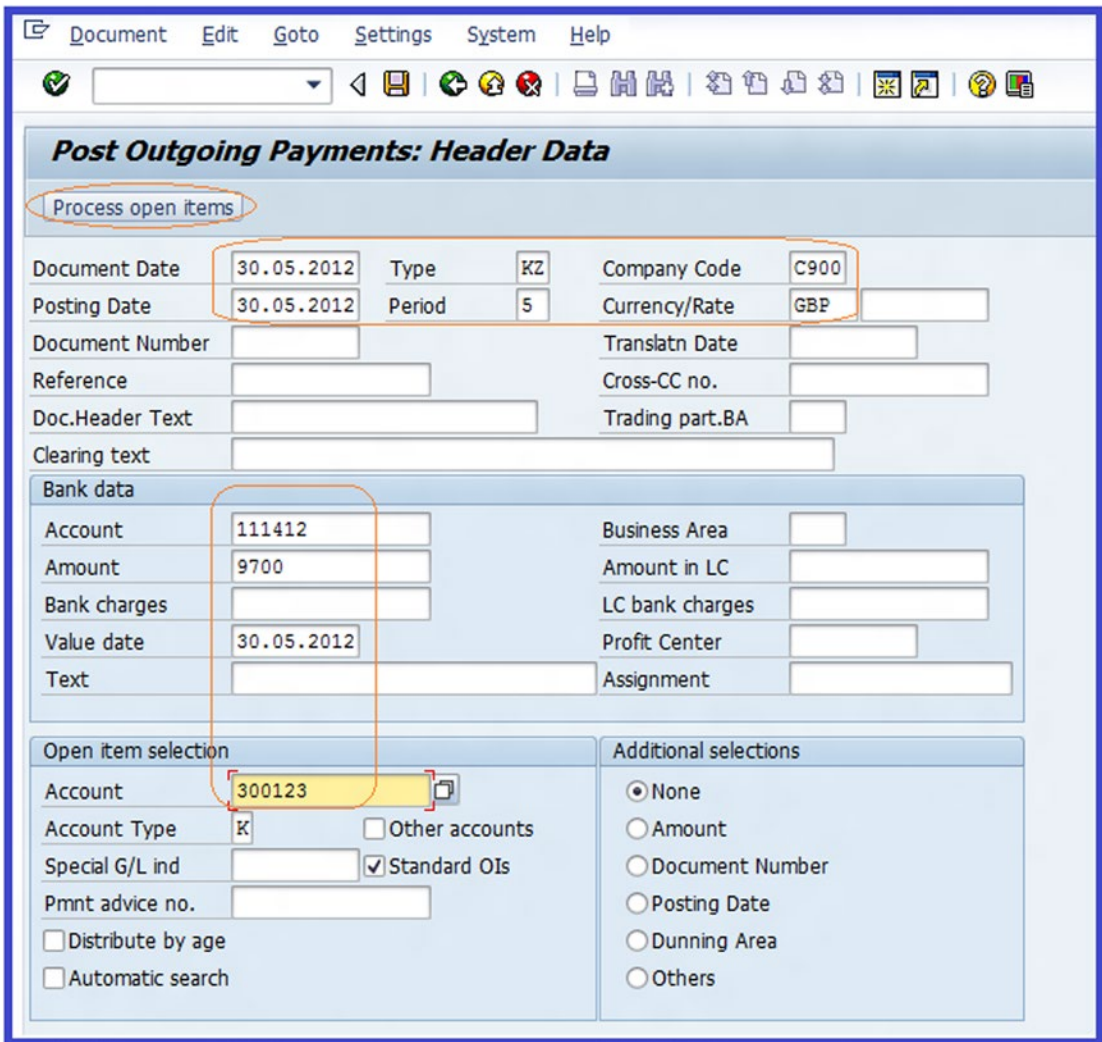 Document Edit Goto Settings System Help
Post Outgoing Payments: Header Data
Process open items
Document Date 30.05.2012 Type KZ Company Code C900
Posting Date 30.05.2012 Period 5 Currency/Rate GBP
Document Number Translatn Date
Reference Cross-CC no.
Doc.Header Text Trading part.BA
Clearing text
Bank data
Account 111412 Business Area
Amount 9700 Amount in LC
Bank charges LC bank charges
Value date 30.05.2012 Profit Center
Text Assignment
Open item selection Additional selections
Account 300123 None
Account Type K Other accounts Amount
Special G/L ind Standard OIs Document Number
Pmnt advice no. Posting Date
Distribute by age Dunning Area
Automatic search Others